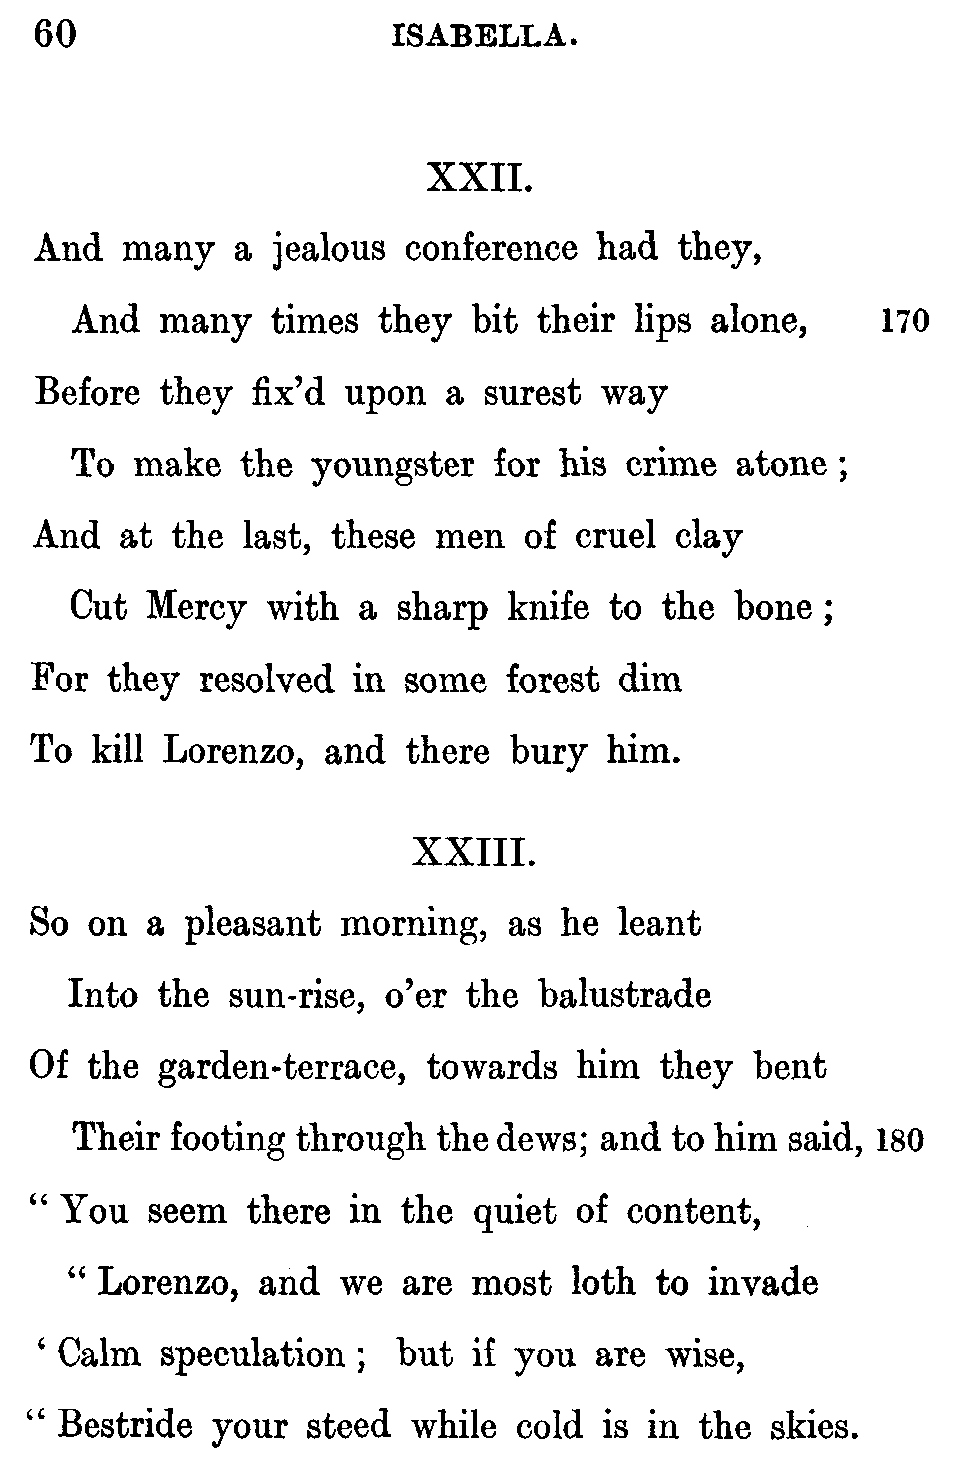 60 ISABELLA.
XXII.
And many a jealous conference had they,
And many times they bit their lips alone, 170
Before they fix'd upon a surest way
To make the youngster for his crime atone ;
And at the last, these men of cruel clay
Cut Mercy with a sharp knife to the bone ;
For they resolved in some forest dim
To kill Lorenzo, and there bury him.
XXIII.
So on a pleasant morning, as he leant
Into the sun-rise, o'er the balustrade
Of the garden-terrace, towards him they bent
Their footing through the dews; and to him said, 180
“ You seem there in the quiet of content,
“ Lorenzo, and we are most loth to invade
‘ Calm speculation ; but if you are wise,
“ Bestride your steed while cold is in the skies.